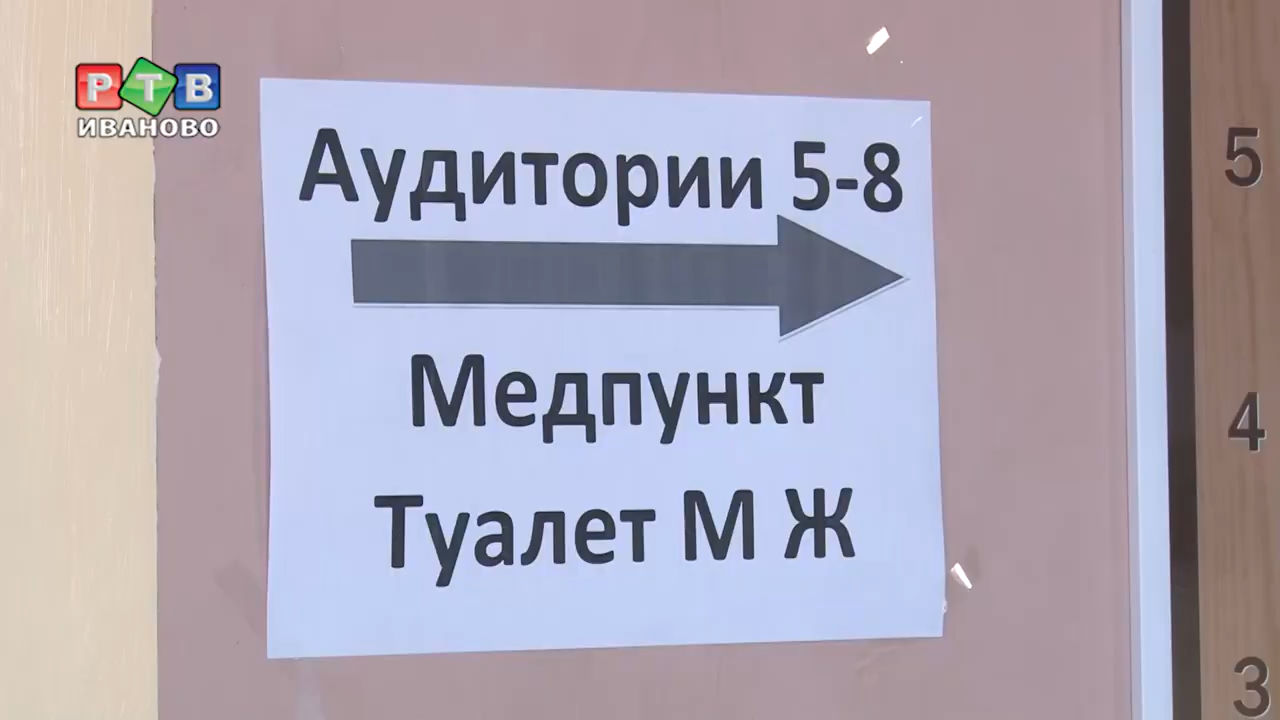 РТВ
ИВАНОВО
Аудитории 5-8
Медпункт
Туалет М Ж
5
4
3